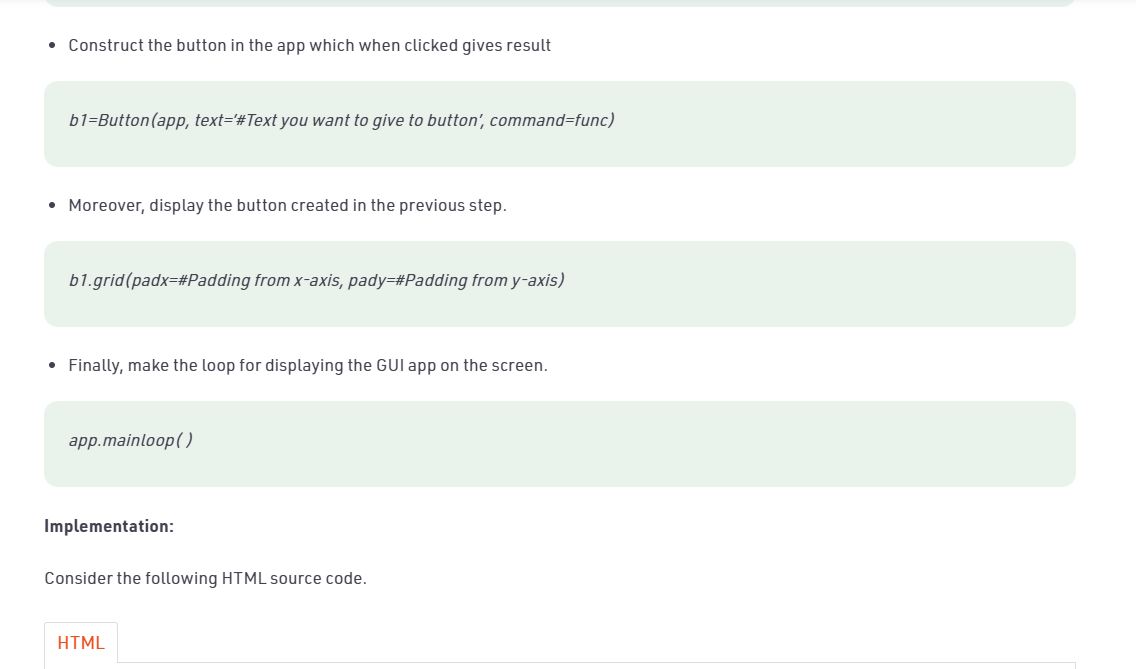 • Construct the button in the app which when clicked gives result
b1=Button(app, text=’#Text you want to give to button’, command=func)
• Moreover, display the button created in the previous step.
b1.grid(padx=#Padding from x-axis, pady=#Padding from y-axis)
• Finally, make the loop for displaying the GUI app on the screen.
app.mainloop( )
Implementation:
Consider the following HTML source code.
HTML